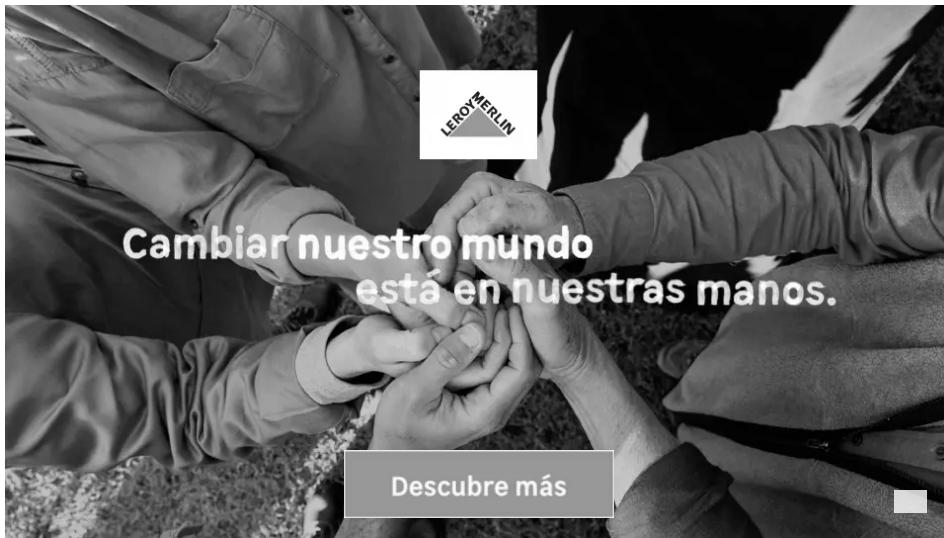 LEROY MERLIN
Cambiar nuestro mundo
está en nuestras manos.
Descubre más